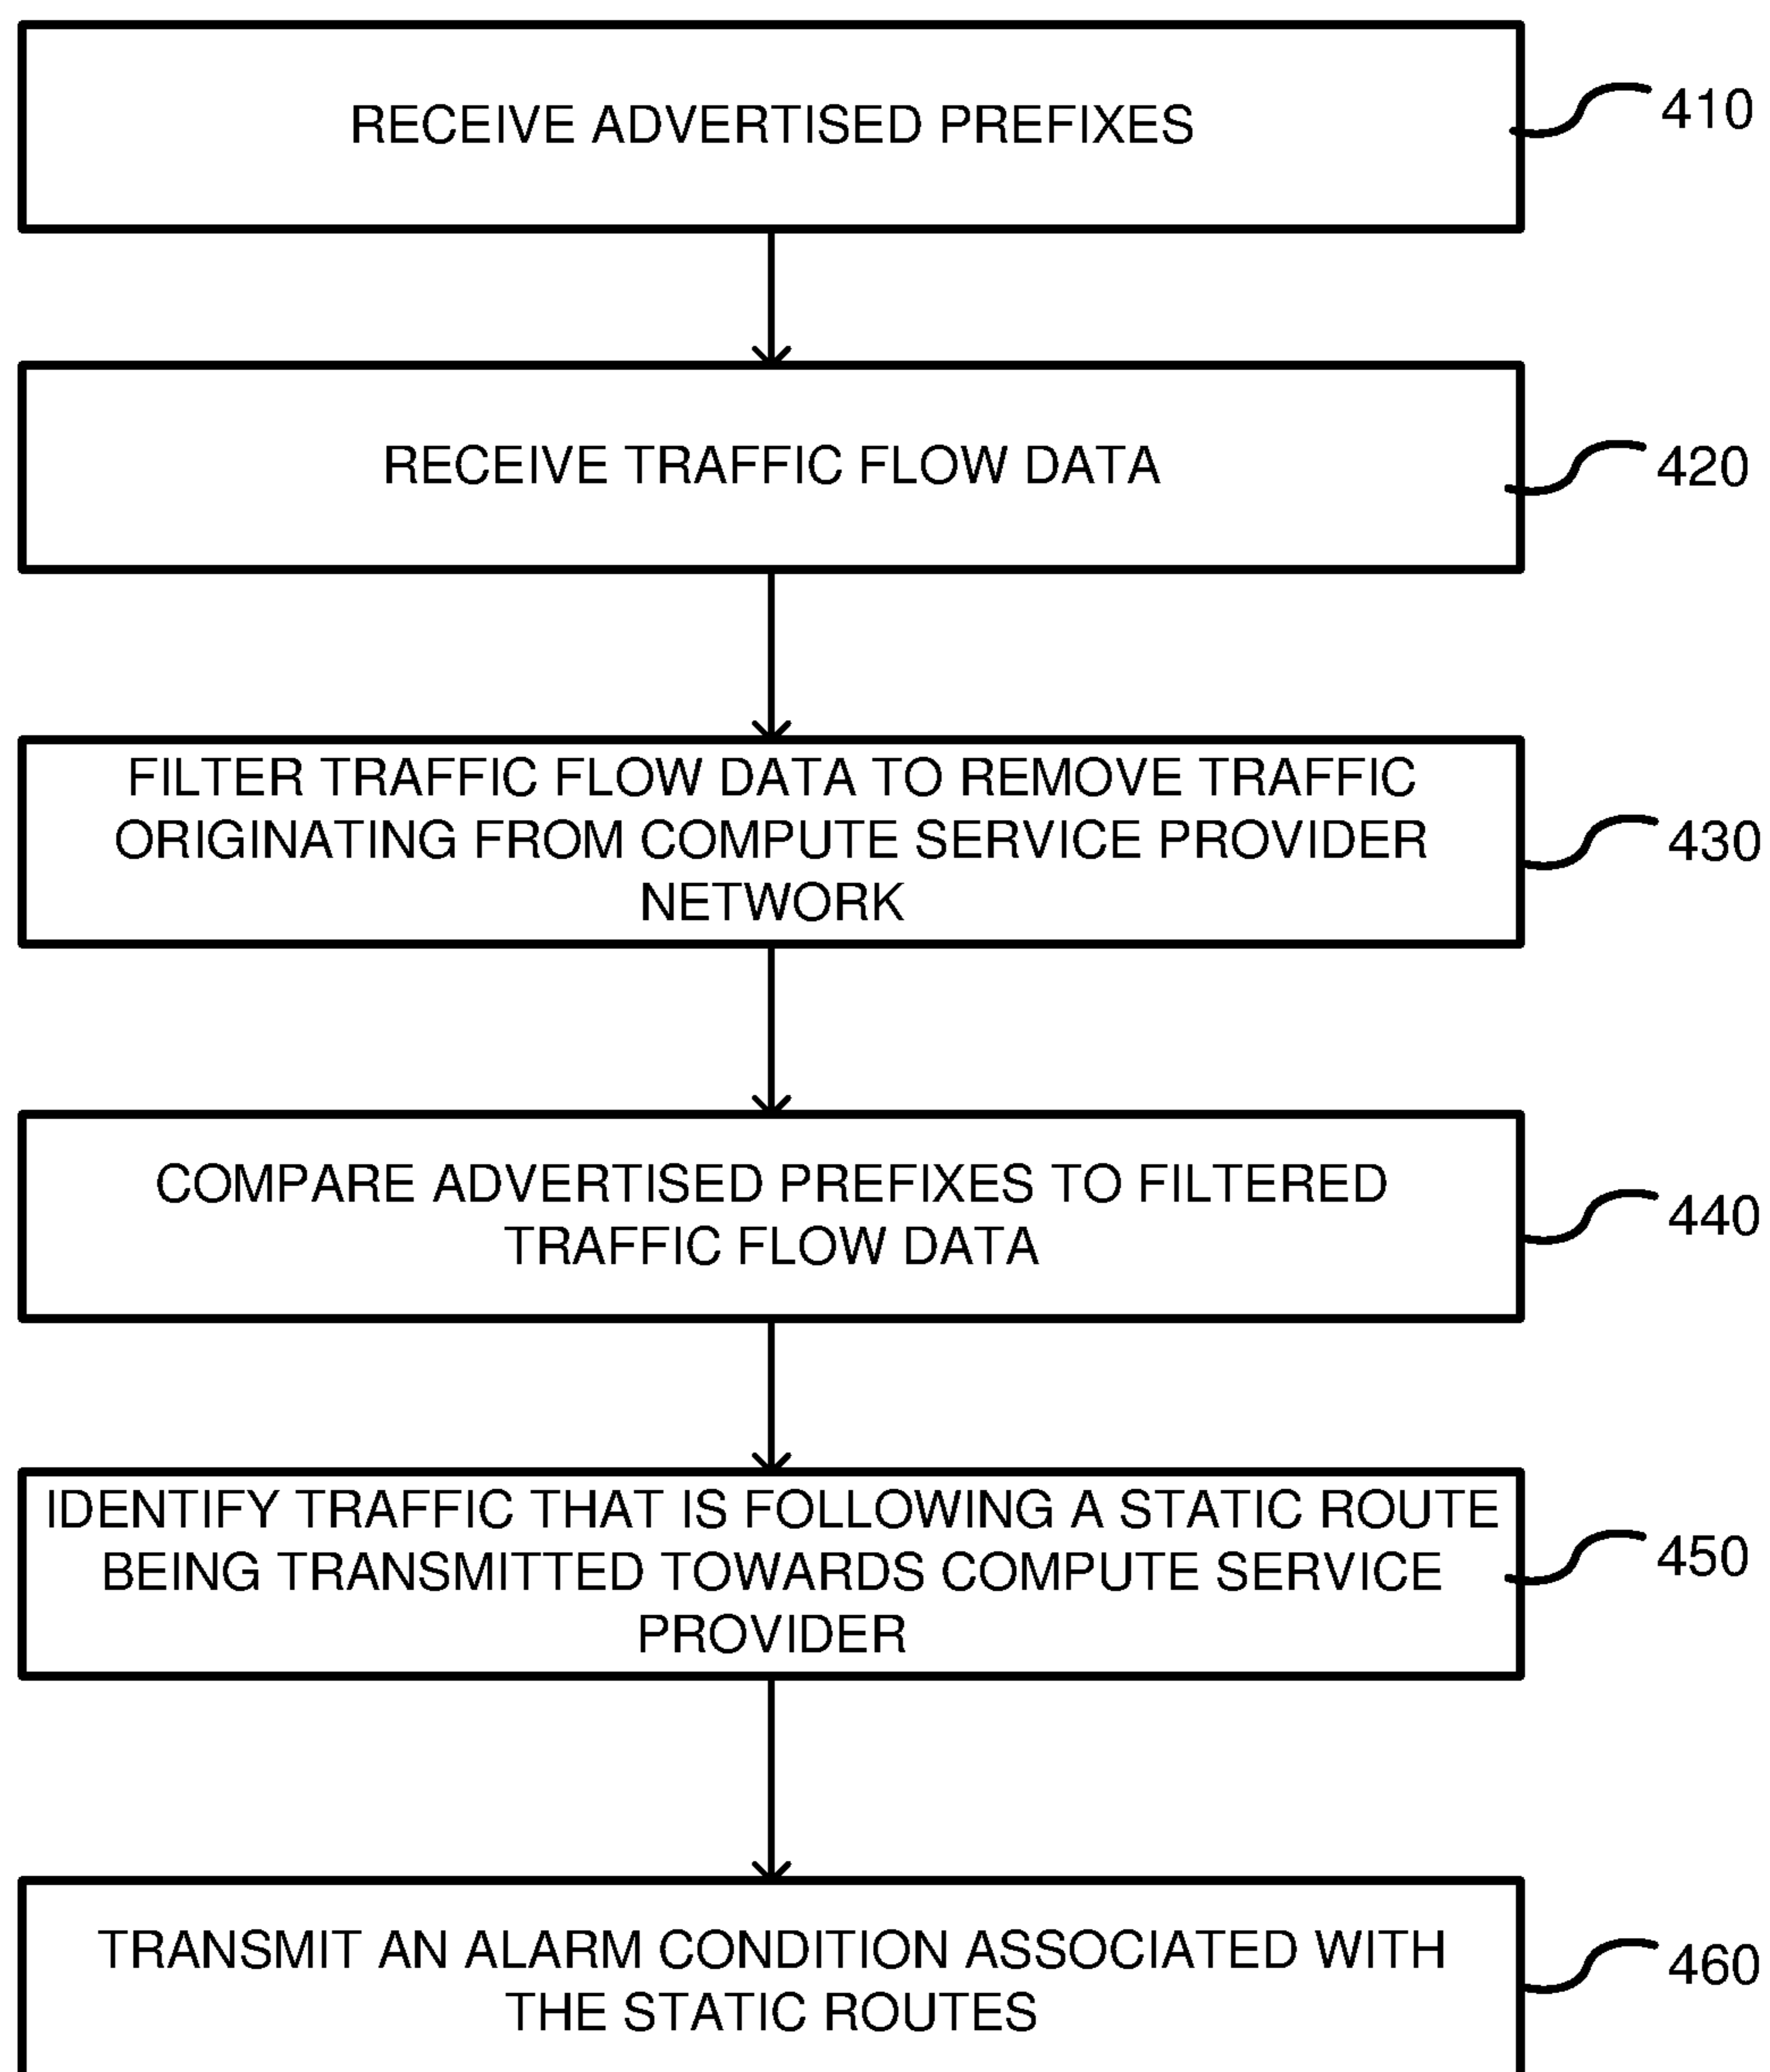 RECEIVE ADVERTISED PREFIXES
410
RECEIVE TRAFFIC FLOW DATA
420
FILTER TRAFFIC FLOW DATA TO REMOVE TRAFFIC
ORIGINATING FROM COMPUTE SERVICE PROVIDER
NETWORK
430
COMPARE ADVERTISED PREFIXES TO FILTERED
TRAFFIC FLOW DATA
440
IDENTIFY TRAFFIC THAT IS FOLLOWING A STATIC ROUTE
BEING TRANSMITTED TOWARDS COMPUTE SERVICE
PROVIDER
450
TRANSMIT AN ALARM CONDITION ASSOCIATED WITH
THE STATIC ROUTES
460